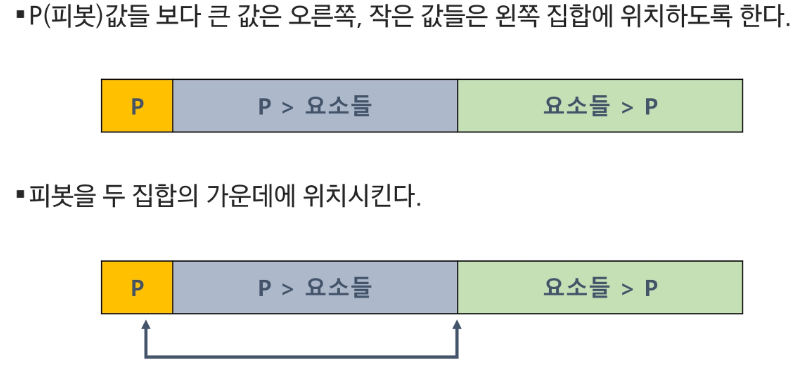 ▪P(피봇)값들 보다 큰 값은 오른쪽, 작은 값들은 왼쪽 집합에 위치하도록 한다.
P P > 요소들 요소들 > P
▪피봇을 두 집합의 가운데에 위치시킨다.
P P > 요소들 요소들 > P